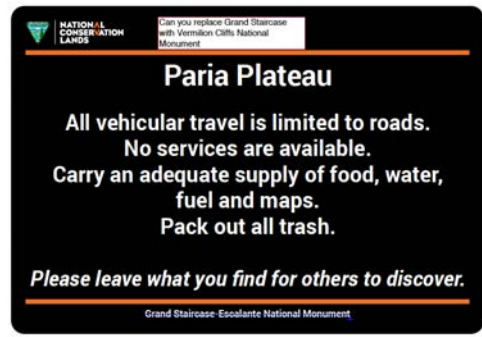 NATIONAL
CONSERVATION
LANDS
Can you replace Grand Staircase
with Vermilion Cliffs National
Monument
Paria Plateau
All vehicular travel is limited to roads.
No services are available.
Carry an adequate supply of food, water,
fuel and maps.
Pack out all trash.
Please leave what you find for others to discover.
Grand Staircase-Escalante National Monument